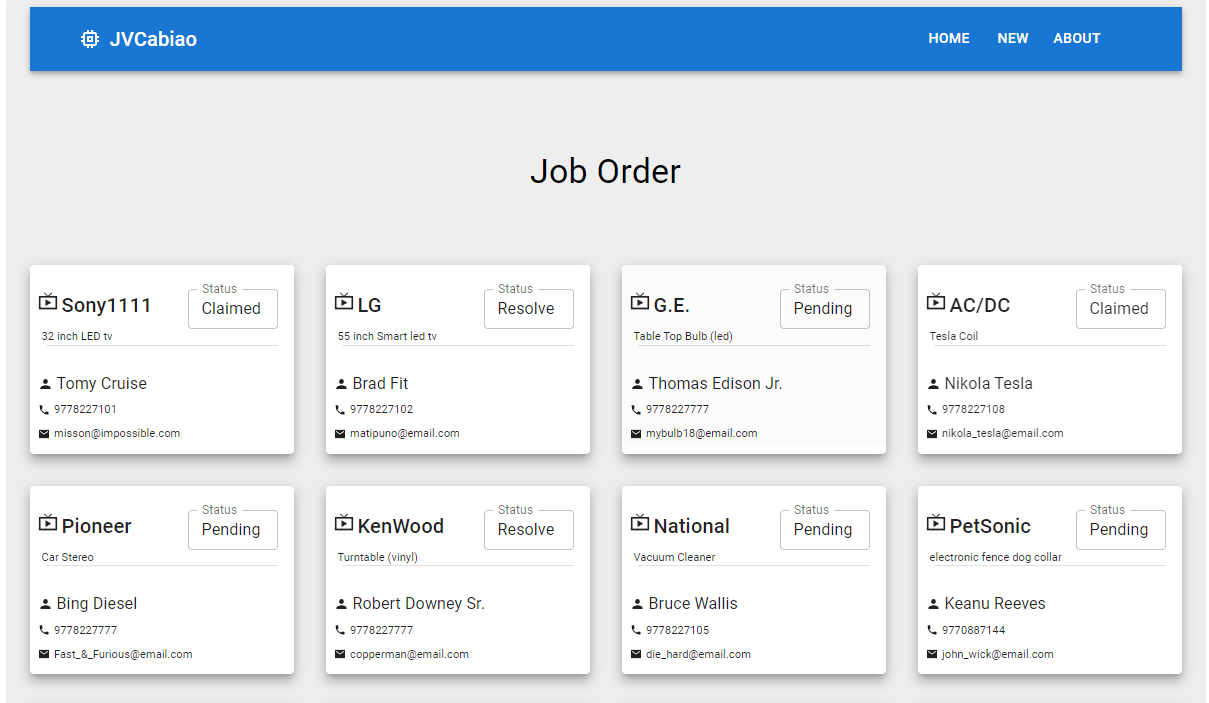 JVCabiao
HOME NEW ABOUT
Job Order
Status
Sony1111 Claimed
32 inch LED tv
Tomy Cruise
9778227101
misson@impossible.com
Status
LG Resolve
55 inch Smart led tv
Brad Fit
9778227102
matipuno@email.com
Status
G.E. Pending
Table Top Bulb (led)
Thomas Edison Jr.
9778227777
mybulb18@email.com
Status
AC/DC Claimed
Tesla Coil
Nikola Tesla
9778227108
nikola_tesla@email.com
Status
Pioneer Pending
Car Stereo
Bing Diesel
9778227777
Fast_&_Furious@email.com
Status
KenWood Resolve
Turntable (vinyl)
Robert Downey Sr.
9778227777
copperman@email.com
Status
National Pending
Vacuum Cleaner
Bruce Wallis
9778227105
die_hard@email.com
Status
PetSonic Pending
electronic fence dog collar
Keanu Reeves
9770887144
john_wick@email.com